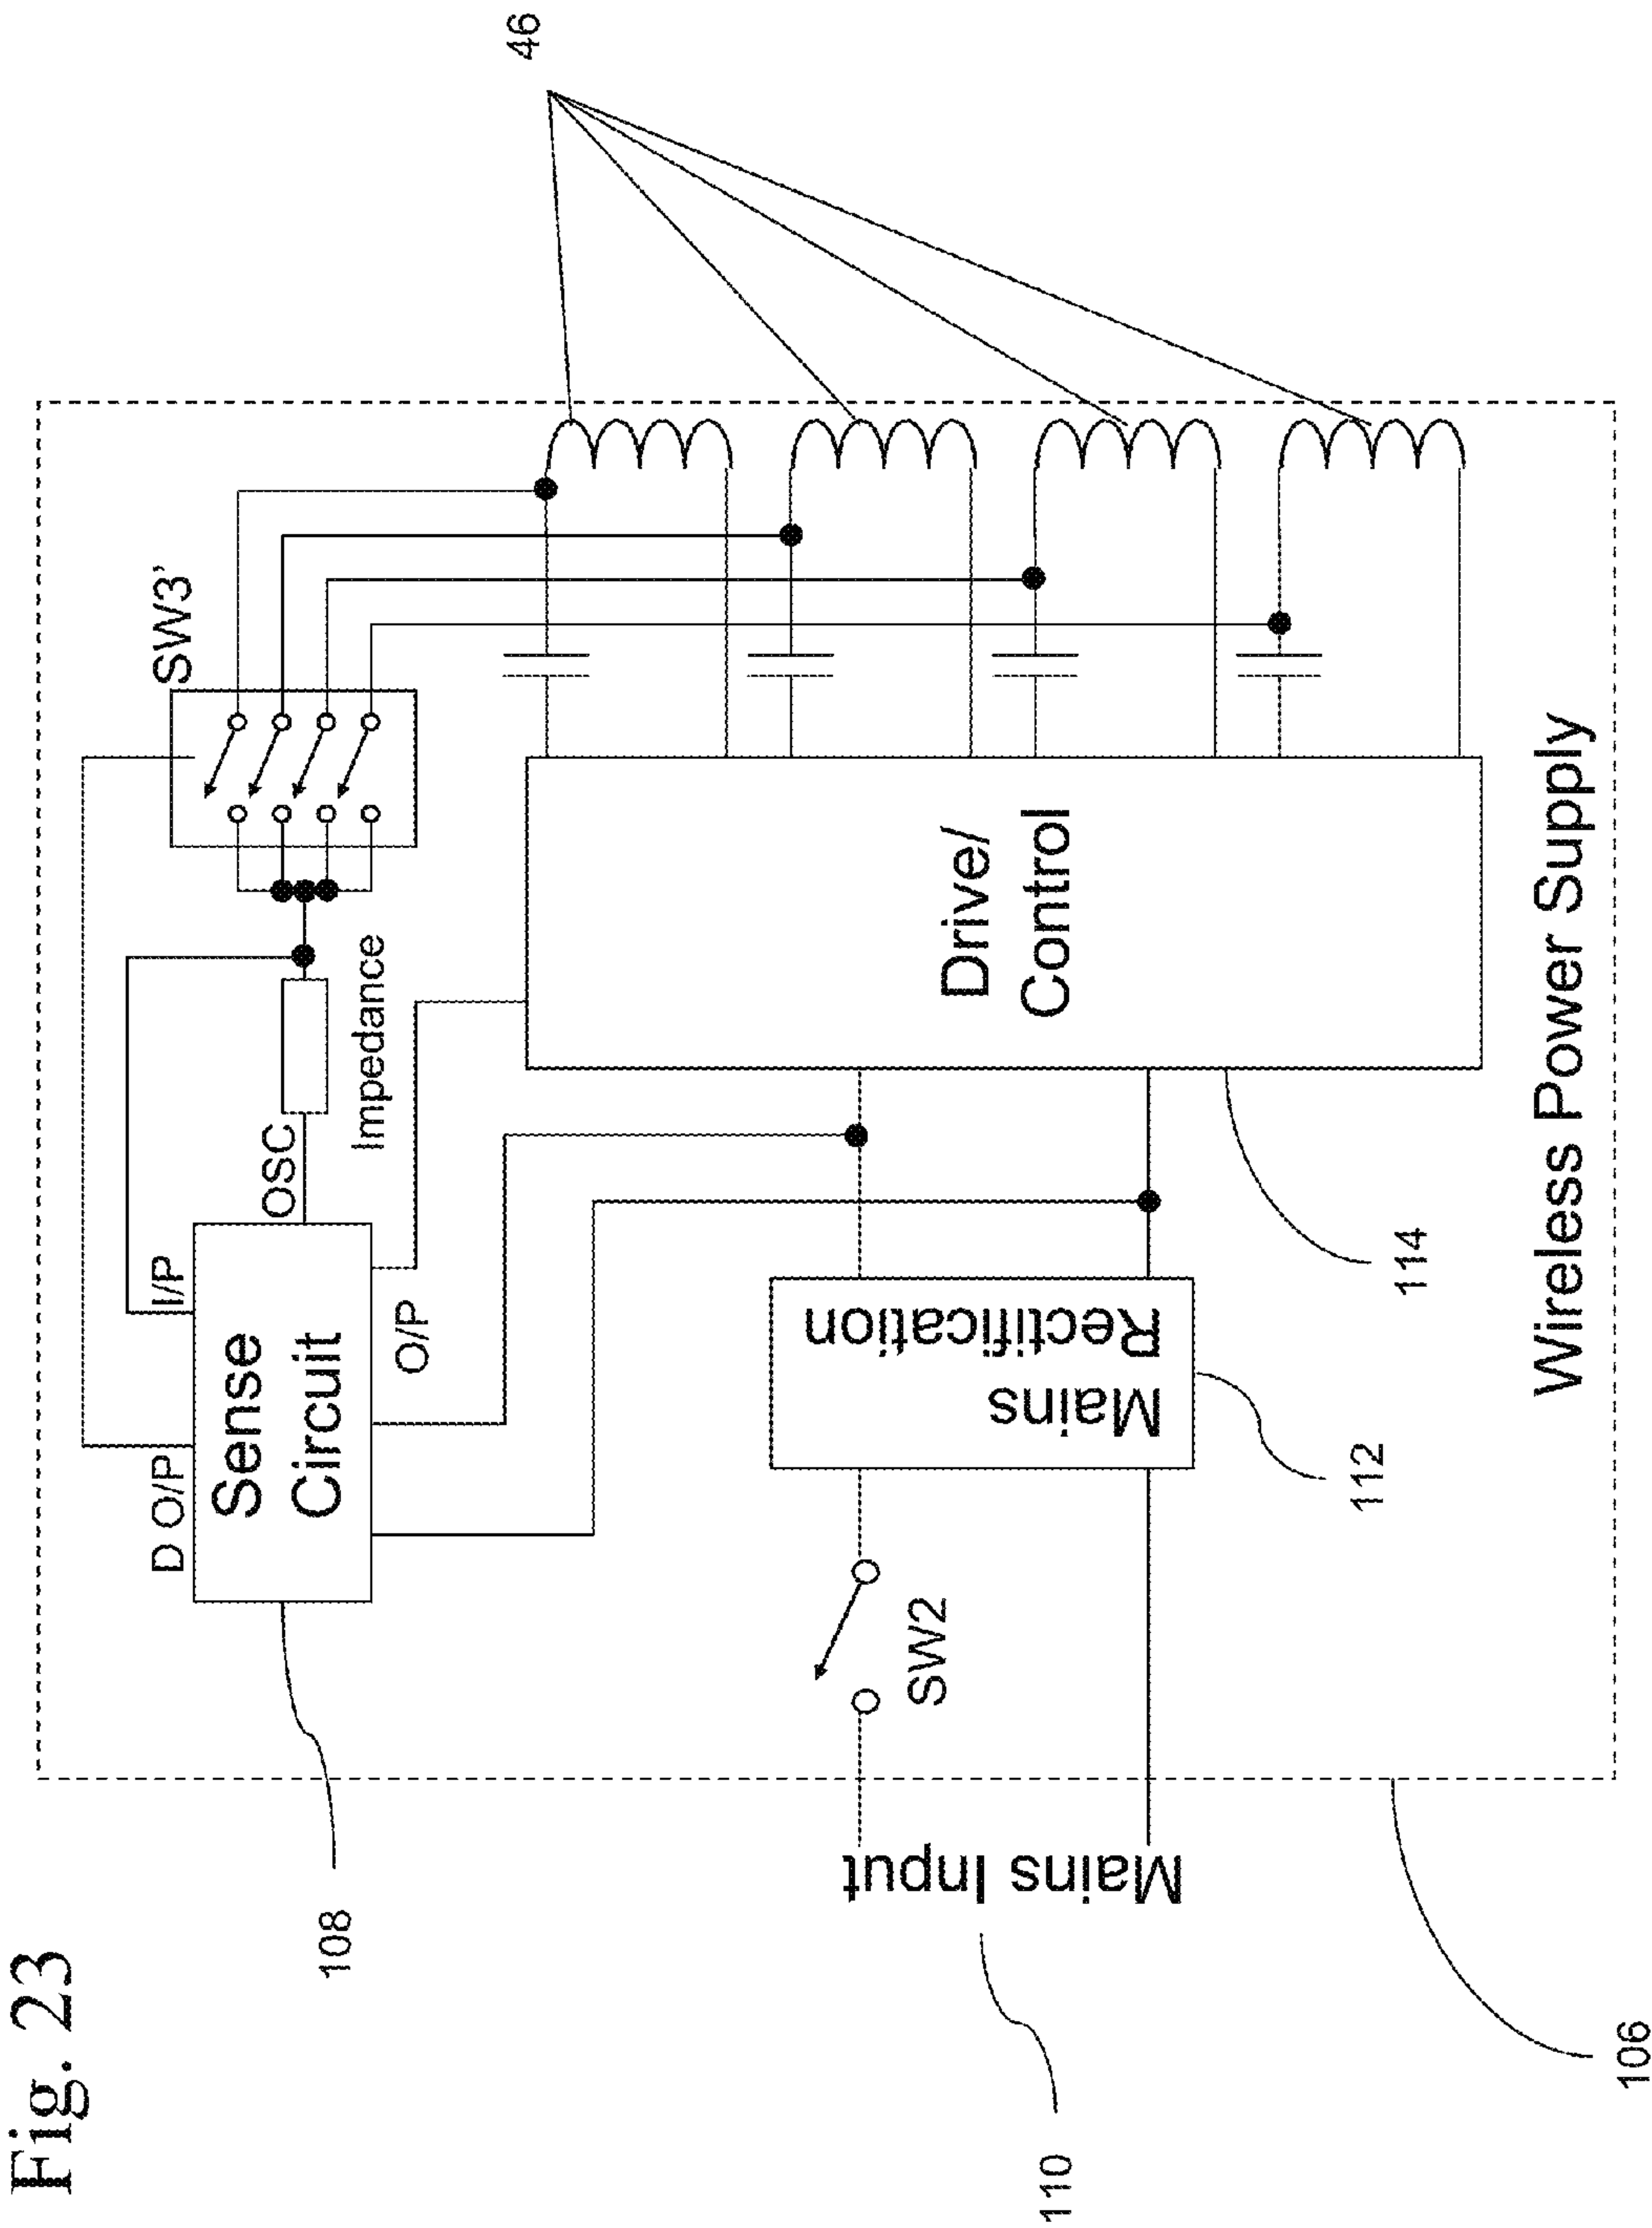 Fig. 23
108
D O/P
I/P
Sense
Circuit
O/P
OSC
Impedance
SW3'
46
110
Mains Input
SW2
Mains
Rectification
112
Drive/
Control
114
Wireless Power Supply
106